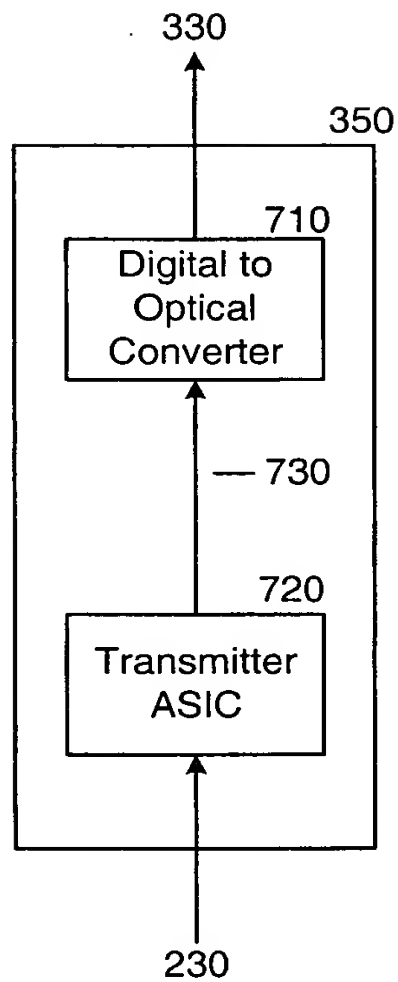 330
350
710
Digital to
Optical
Converter
730
720
Transmitter
ASIC
230